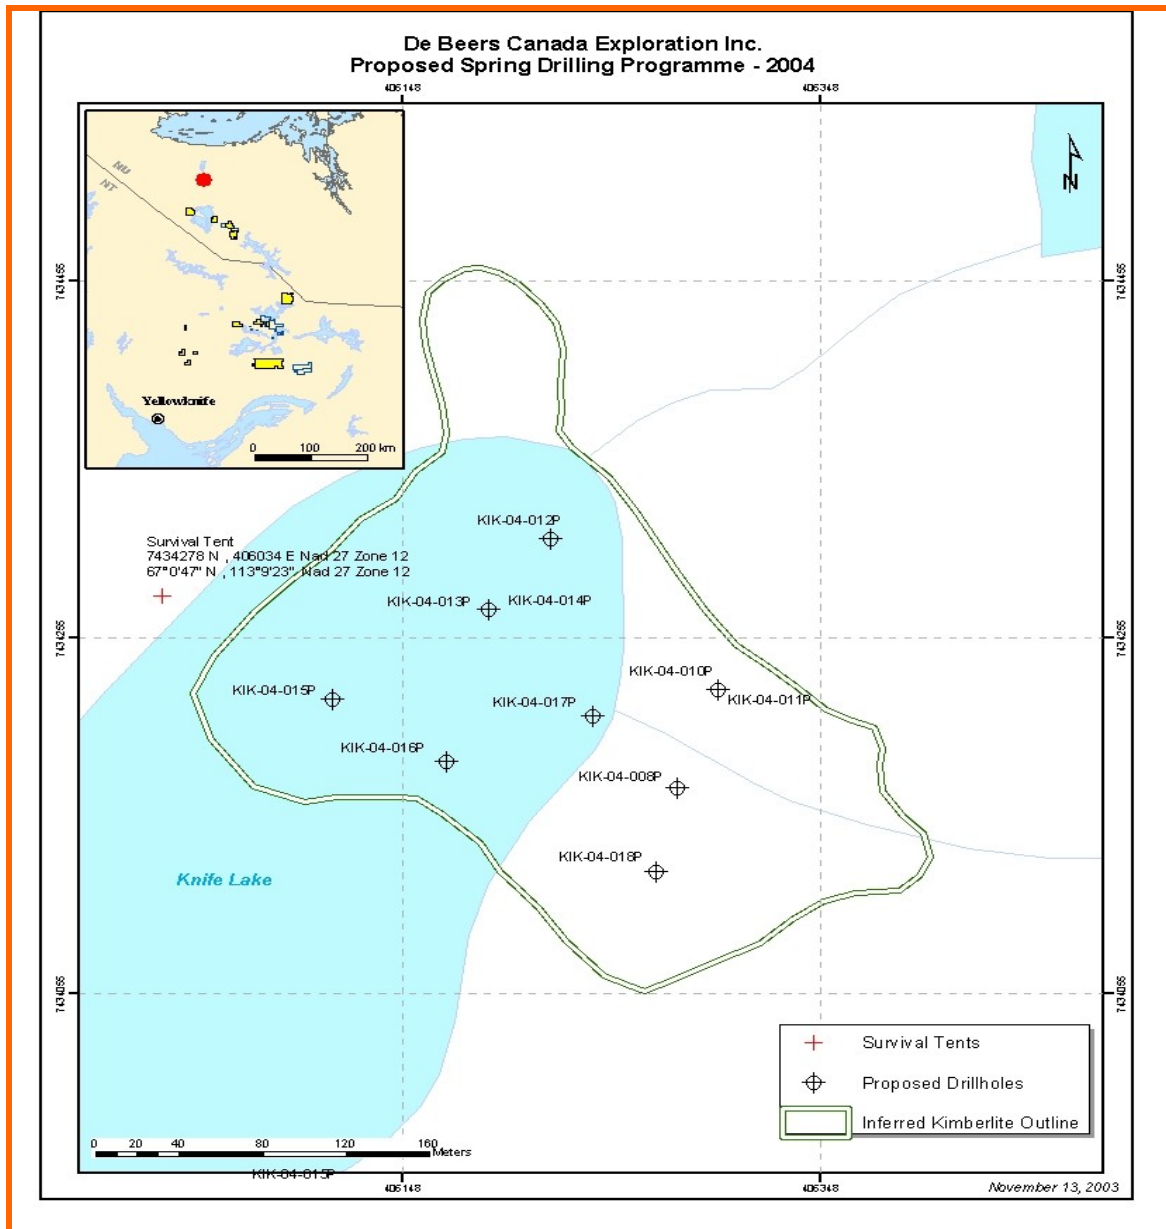 De Beers Canada Exploration Inc.
Proposed Spring Drilling Programme - 2004
406148
406348
NU
NT
N
7434455
7434455
Yellowknife
0 100 200 km
KIK-04-012P
Survival Tent
7434278 N , 406034 E Nad 27 Zone 12
67°0'47" N , 113°9'23" Nad 27 Zone 12
KIK-04-013P
KIK-04-014P
7434255
7434255
KIK-04-010P
KIK-04-011P
KIK-04-015P
KIK-04-017P
KIK-04-016P
KIK-04-008P
KIK-04-018P
Knife Lake
7434055
7434055
Survival Tents
Proposed Drillholes
Inferred Kimberlite Outline
0 20 40 80 120 160
Meters
KIK-04-015P
406148
406348
November 13, 2003